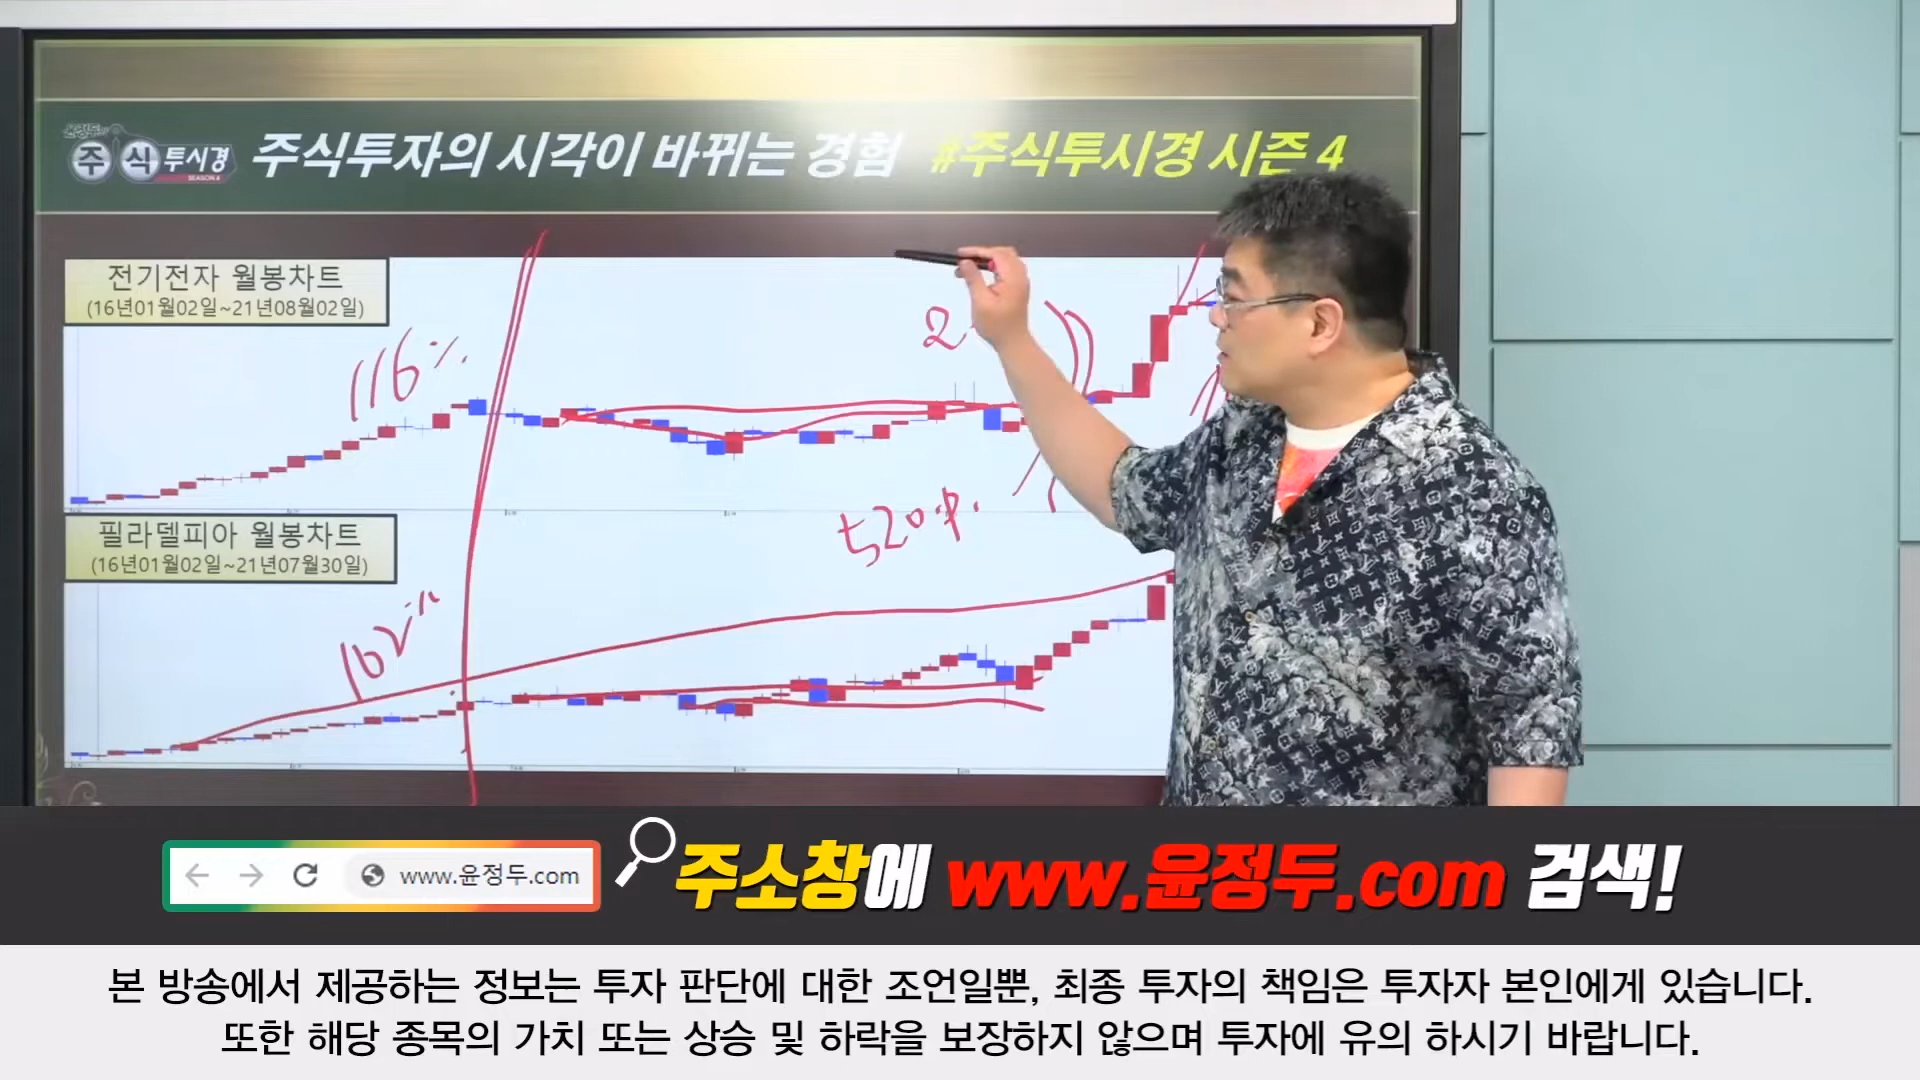 윤정두의
주식투시경
SEASON 4
주식투자의 시각이 바뀌는 경험 #주식투시경 시즌 4
전기전자 월봉차트
(16년01월02일~21년08월02일)
116%
2
520p.
필라델피아 월봉차트
(16년01월02일~21년07월30일)
102%
www.윤정두.com
주소창에 www.윤정두.com 검색!
본 방송에서 제공하는 정보는 투자 판단에 대한 조언일뿐, 최종 투자의 책임은 투자자 본인에게 있습니다.
또한 해당 종목의 가치 또는 상승 및 하락을 보장하지 않으며 투자에 유의 하시기 바랍니다.